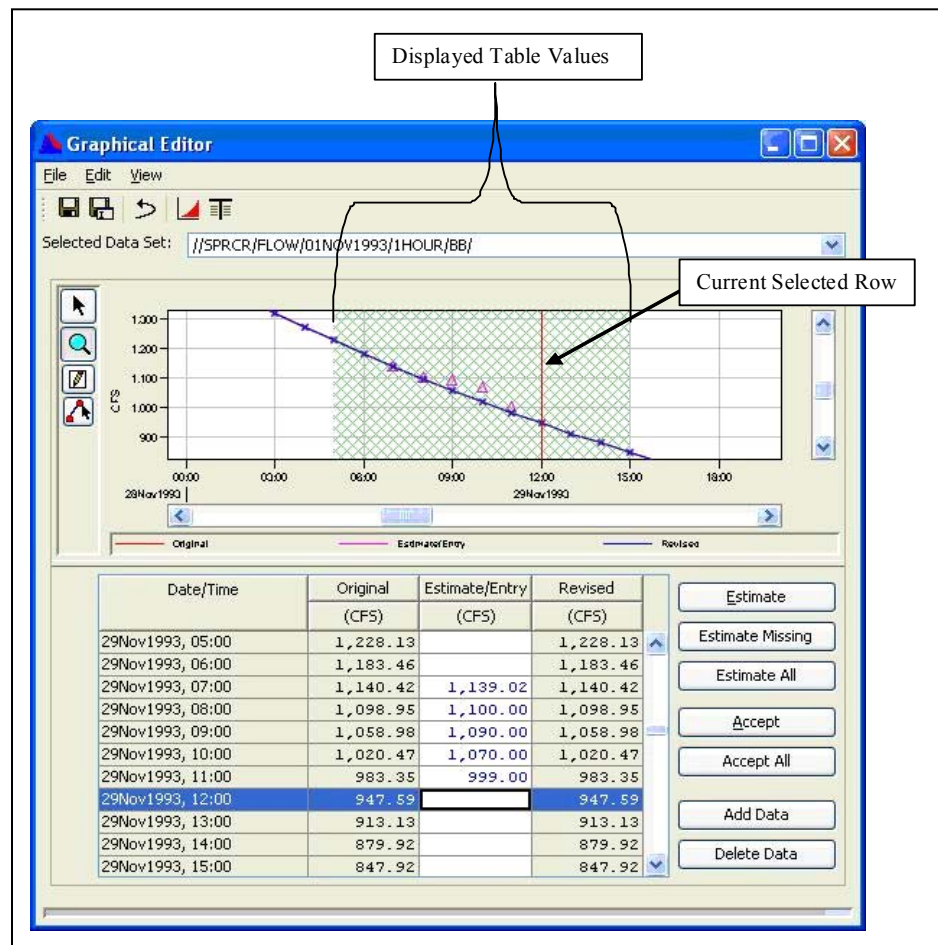 Displayed Table Values
Graphical Editor
File Edit View
Selected Data Set: //SPRCR/FLOW/01NOV1993/1HOUR/BB/
Current Selected Row
1,300
1,200
1,100
1,000
900
CFS
00:00 03:00 06:00 09:00 12:00 15:00 18:00
28Nov1993 29Nov1993
Original Estimate/Entry Revised
Date/Time Original Estimate/Entry Revised
(CFS) (CFS) (CFS)
29Nov1993, 05:00 1,228.13 1,228.13
29Nov1993, 06:00 1,183.46 1,183.46
29Nov1993, 07:00 1,140.42 1,139.02 1,140.42
29Nov1993, 08:00 1,098.95 1,100.00 1,098.95
29Nov1993, 09:00 1,058.98 1,090.00 1,058.98
29Nov1993, 10:00 1,020.47 1,070.00 1,020.47
29Nov1993, 11:00 983.35 999.00 983.35
29Nov1993, 12:00 947.59 947.59
29Nov1993, 13:00 913.13 913.13
29Nov1993, 14:00 879.92 879.92
29Nov1993, 15:00 847.92 847.92
Estimate
Estimate Missing
Estimate All
Accept
Accept All
Add Data
Delete Data